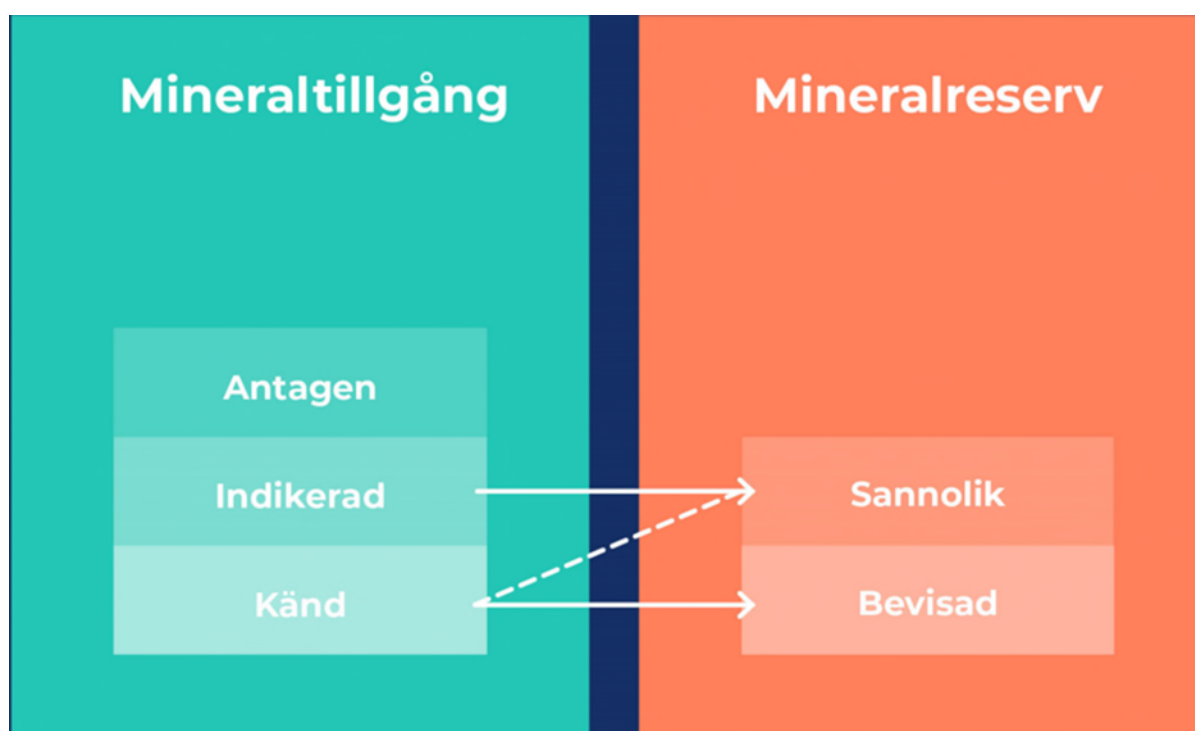 Mineraltillgång
Antagen
Indikerad
Känd
Mineralreserv
Sannolik
Bevisad